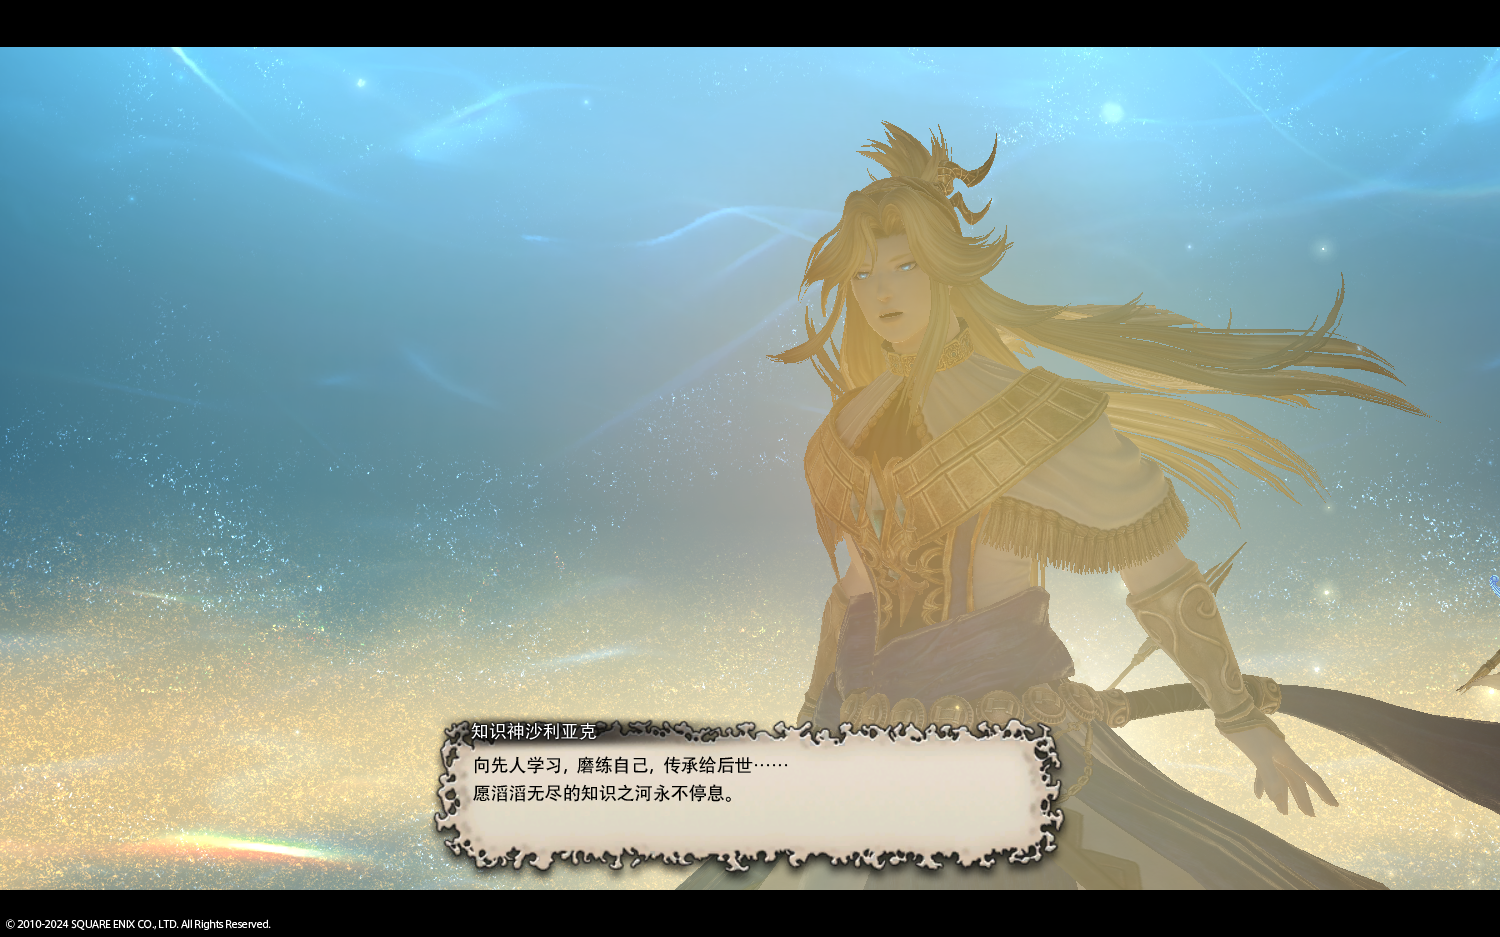 知识神沙利亚克
向先人学习，磨练自己，传承给后世……
愿滔滔无尽的知识之河永不停息。
© 2010-2024 SQUARE ENIX CO., LTD. All Rights Reserved.